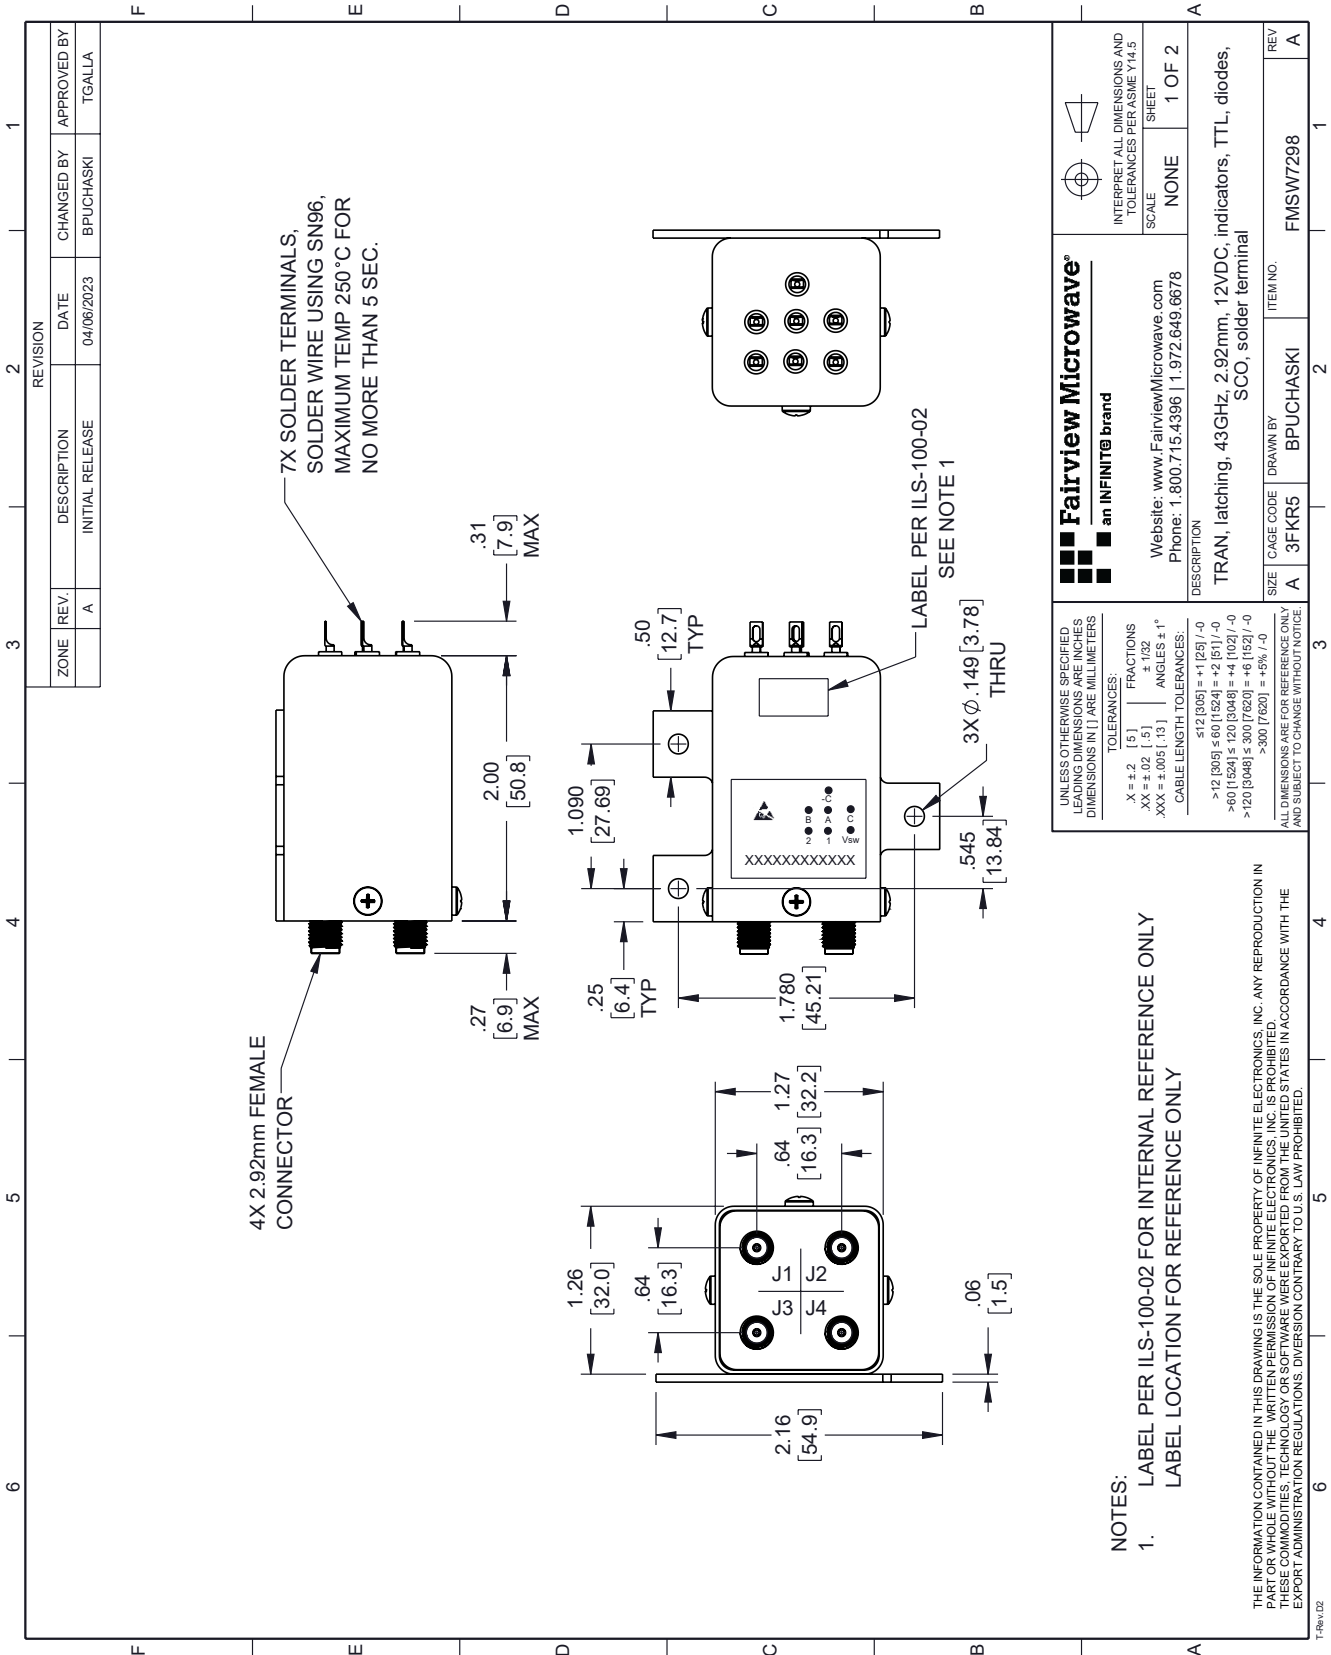 6
5
4
3
2
1
F
E
D
C
B
A
REVISION
ZONE REV. DESCRIPTION DATE CHANGED BY APPROVED BY
A INITIAL RELEASE 04/06/2023 BPUCHASKI TGALLA
4X 2.92mm FEMALE
CONNECTOR
7X SOLDER TERMINALS,
SOLDER WIRE USING SN96,
MAXIMUM TEMP 250°C FOR
NO MORE THAN 5 SEC.
.27
[6.9]
MAX
2.00
[50.8]
.31
[7.9]
MAX
1.26
[32.0]
.64
[16.3]
J1 J2
J3 J4
.64
[16.3]
1.27
[32.2]
2.16
[54.9]
.06
[1.5]
.25
[6.4]
TYP
1.090
[27.69]
.50
[12.7]
TYP
1.780
[45.21]
XXXXXXXXXXXX
2 B
1 A -C
Vsw C
.545
[13.84]
3X ⌀.149 [3.78]
THRU
LABEL PER ILS-100-02
SEE NOTE 1
NOTES:
1. LABEL PER ILS-100-02 FOR INTERNAL REFERENCE ONLY
LABEL LOCATION FOR REFERENCE ONLY
THE INFORMATION CONTAINED IN THIS DRAWING IS THE SOLE PROPERTY OF INFINITE ELECTRONICS, INC. ANY REPRODUCTION IN
PART OR WHOLE WITHOUT THE WRITTEN PERMISSION OF INFINITE ELECTRONICS, INC. IS PROHIBITED.
THESE COMMODITIES, TECHNOLOGY OR SOFTWARE WERE EXPORTED FROM THE UNITED STATES IN ACCORDANCE WITH THE
EXPORT ADMINISTRATION REGULATIONS. DIVERSION CONTRARY TO U.S. LAW PROHIBITED.
UNLESS OTHERWISE SPECIFIED
LEADING DIMENSIONS ARE INCHES
DIMENSIONS IN [ ] ARE MILLIMETERS
TOLERANCES:
.X = ±.2 [5] FRACTIONS
.XX = ±.02 [.5] ± 1/32
.XXX = ±.005 [.13] ANGLES ± 1°
CABLE LENGTH TOLERANCES:
≤12 [305] = +1 [25] / -0
>12 [305] ≤ 60 [1524] = +2 [51] / -0
>60 [1524] ≤ 120 [3048] = +4 [102] / -0
>120 [3048] ≤ 300 [7620] = +6 [152] / -0
>300 [7620] = +5% / -0
ALL DIMENSIONS ARE FOR REFERENCE ONLY
AND SUBJECT TO CHANGE WITHOUT NOTICE.
Fairview Microwave®
an INFINITE brand
Website: www.FairviewMicrowave.com
Phone: 1.800.715.4396 | 1.972.649.6678
INTERPRET ALL DIMENSIONS AND
TOLERANCES PER ASME Y14.5
SCALE SHEET
NONE 1 OF 2
DESCRIPTION
TRAN, latching, 43GHz, 2.92mm, 12VDC, indicators, TTL, diodes,
SCO, solder terminal
SIZE CAGE CODE DRAWN BY ITEM NO. REV
A 3FKR5 BPUCHASKI FMSW7298 A
F
E
D
C
B
A
6
5
4
3
2
1
T-Rev.D2